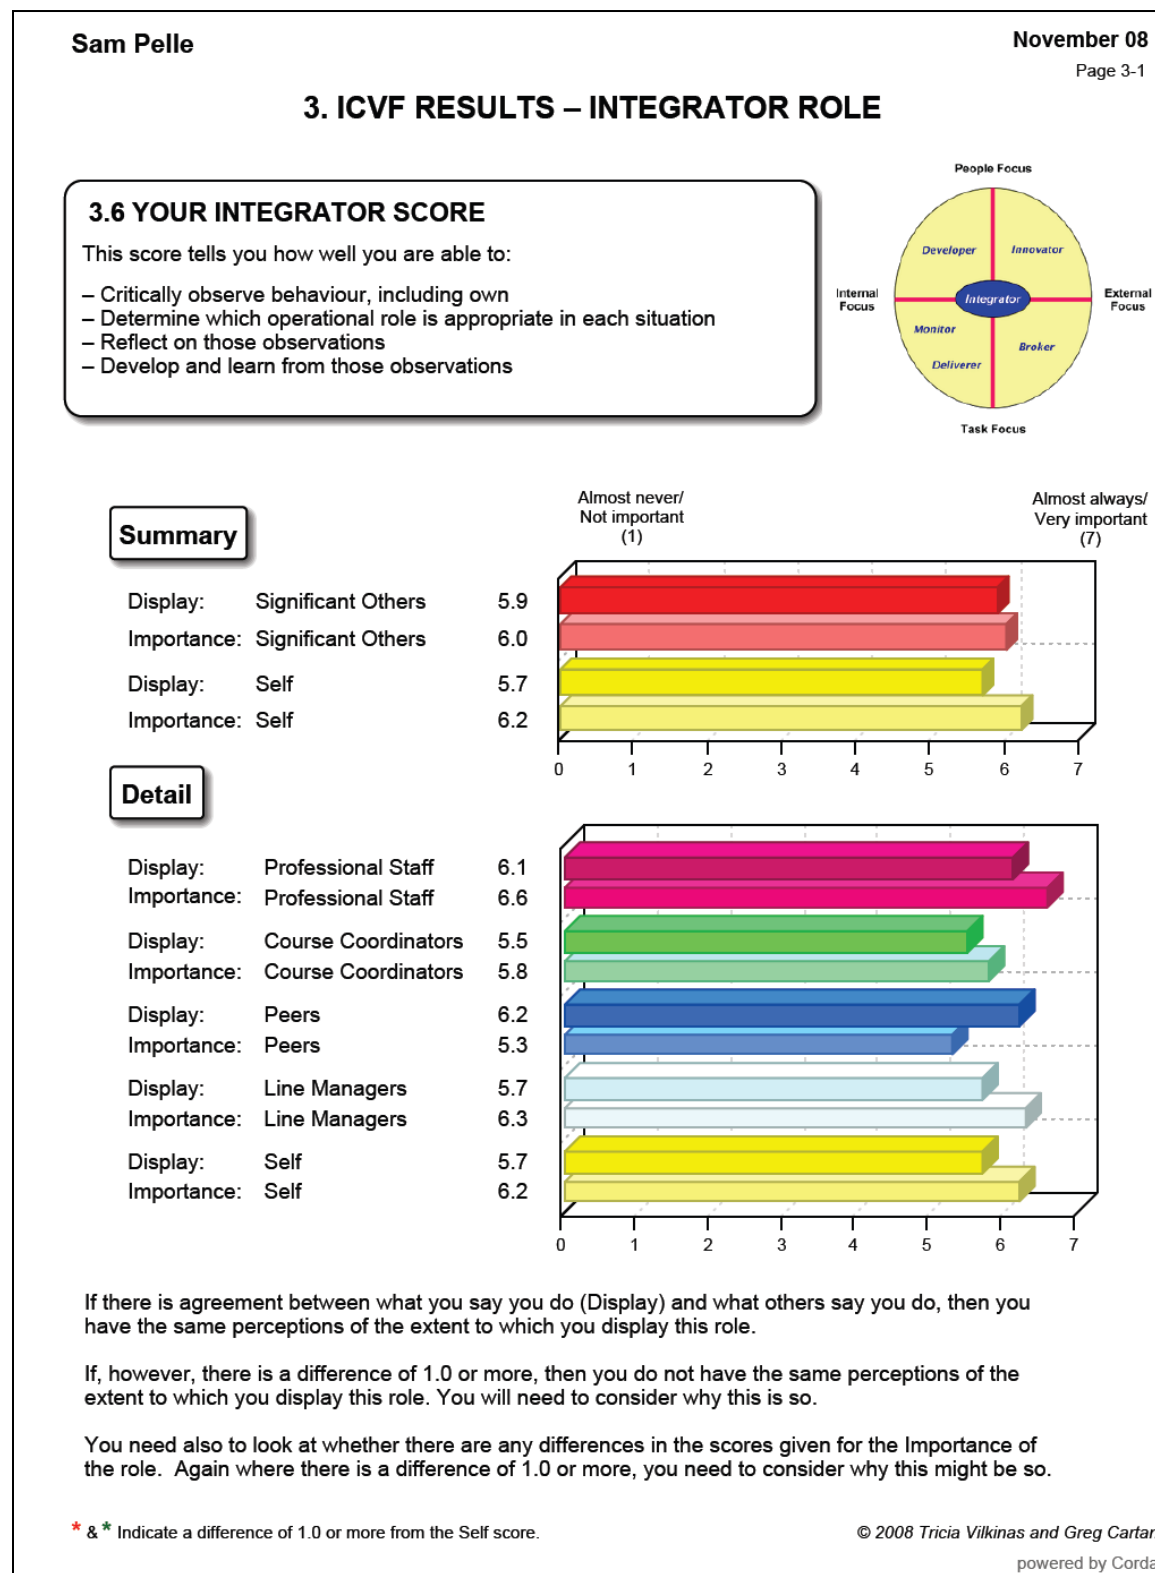 Sam Pelle
November 08
Page 3-1
3. ICVF RESULTS – INTEGRATOR ROLE
3.6 YOUR INTEGRATOR SCORE
This score tells you how well you are able to:
– Critically observe behaviour, including own
– Determine which operational role is appropriate in each situation
– Reflect on those observations
– Develop and learn from those observations
People Focus
Developer
Innovator
Internal
Focus
Integrator
External
Focus
Monitor
Broker
Deliverer
Task Focus
Almost never/
Not important
(1)
Almost always/
Very important
(7)
Summary
Display: Significant Others 5.9
Importance: Significant Others 6.0
Display: Self 5.7
Importance: Self 6.2
0 1 2 3 4 5 6 7
Detail
Display: Professional Staff 6.1
Importance: Professional Staff 6.6
Display: Course Coordinators 5.5
Importance: Course Coordinators 5.8
Display: Peers 6.2
Importance: Peers 5.3
Display: Line Managers 5.7
Importance: Line Managers 6.3
Display: Self 5.7
Importance: Self 6.2
0 1 2 3 4 5 6 7
If there is agreement between what you say you do (Display) and what others say you do, then you
have the same perceptions of the extent to which you display this role.
If, however, there is a difference of 1.0 or more, then you do not have the same perceptions of the
extent to which you display this role. You will need to consider why this is so.
You need also to look at whether there are any differences in the scores given for the Importance of
the role. Again where there is a difference of 1.0 or more, you need to consider why this might be so.
* & * Indicate a difference of 1.0 or more from the Self score.
© 2008 Tricia Vilkinas and Greg Cartan
powered by Corda